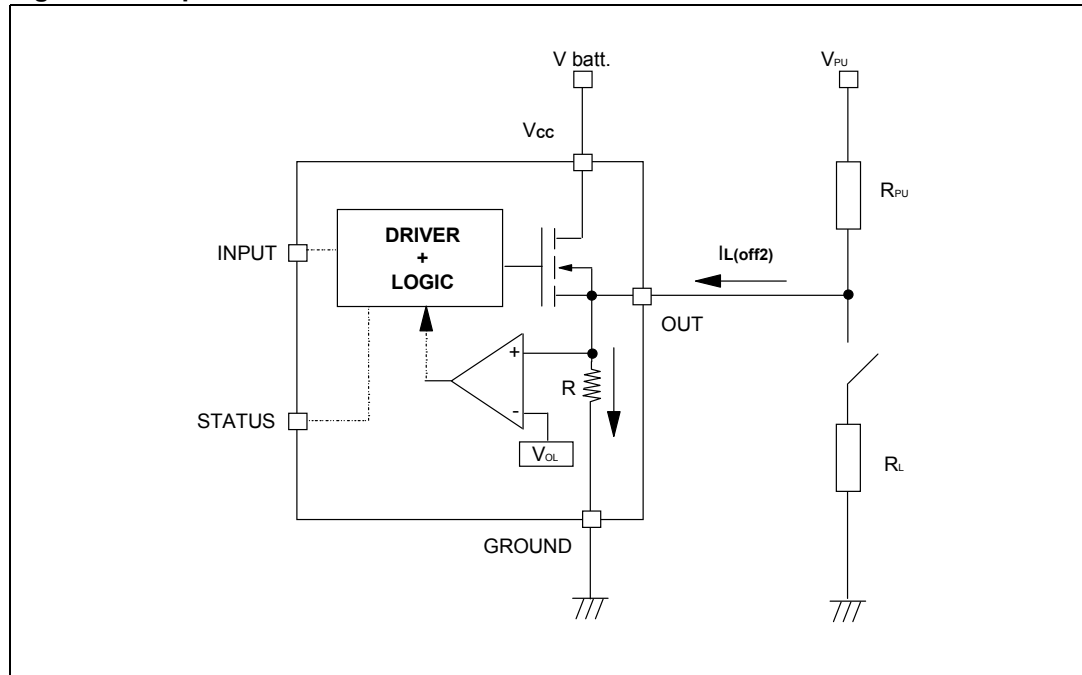 V batt.
VPU
Vcc
RPU
INPUT
DRIVER
+
LOGIC
IL(off2)
OUT
+
R
-
VOL
STATUS
RL
GROUND